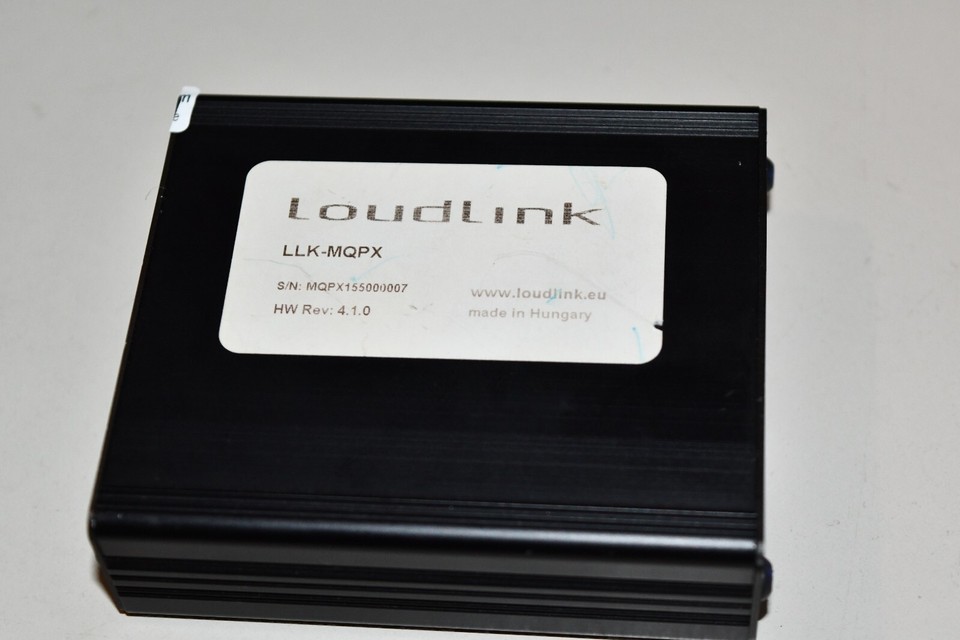 Loudlink
LLK-MQPX
S/N: MQPX155000007
HW Rev: 4.1.0
www.loudlink.eu
made in Hungary